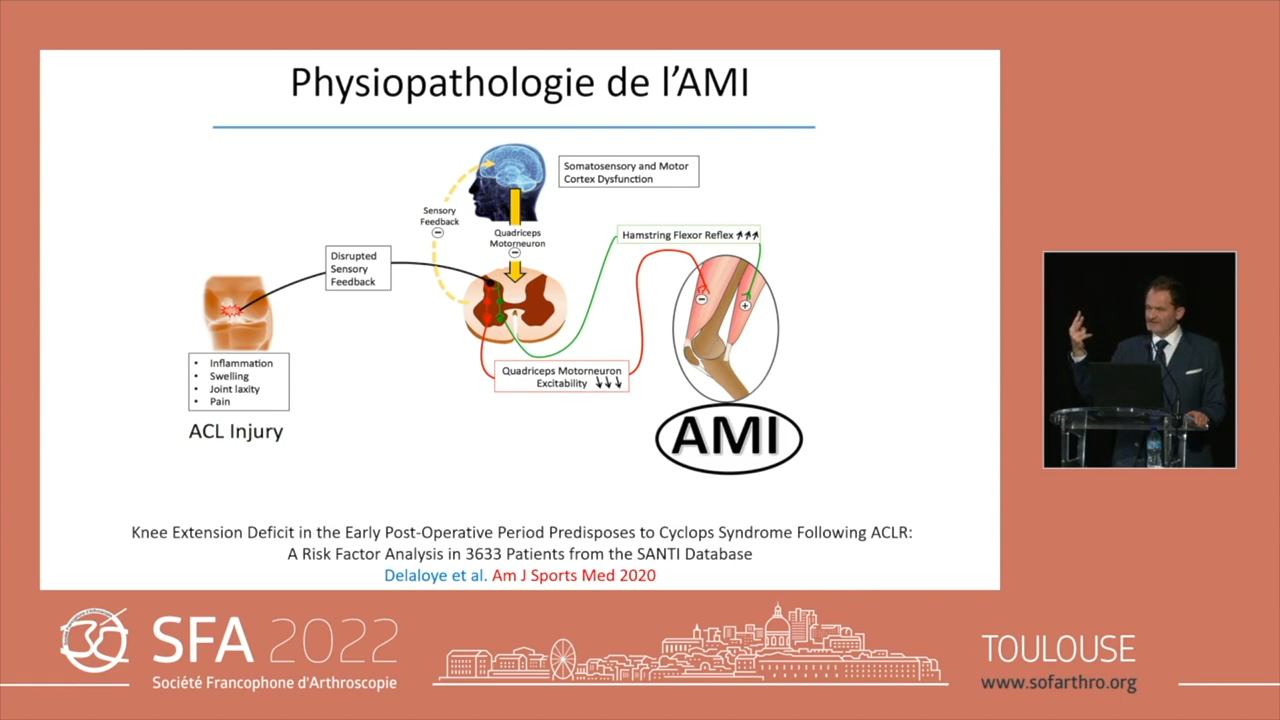 Physiopathologie de l'AMI
Somatosensory and Motor
Cortex Dysfunction
Sensory
Feedback
Quadriceps
Motorneuron
Hamstring Flexor Reflex
Disrupted
Sensory
Feedback
• Inflammation
• Swelling
• Joint laxity
• Pain
ACL Injury
Quadriceps Motorneuron
Excitability
AMI
Knee Extension Deficit in the Early Post-Operative Period Predisposes to Cyclops Syndrome Following ACLR:
A Risk Factor Analysis in 3633 Patients from the SANTI Database
Delaloye et al. Am J Sports Med 2020
30
SFA 2022
Société Francophone d'Arthroscopie
TOULOUSE
www.sofarthro.org